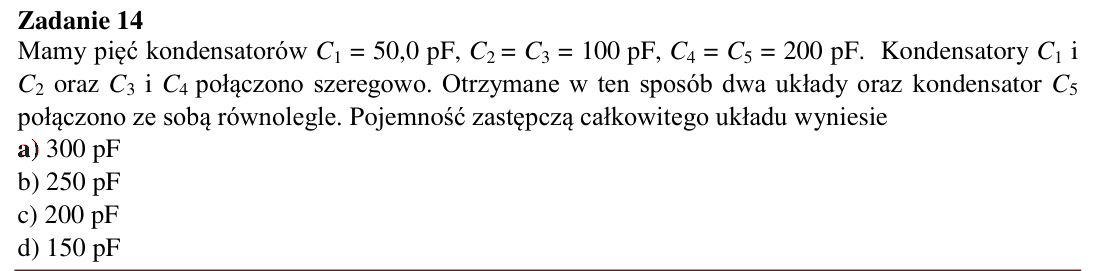 Zadanie 14
Mamy pięć kondensatorów C₁ = 50,0 pF, C₂ = C₃ = 100 pF, C₄ = C₅ = 200 pF. Kondensatory C₁ i
C₂ oraz C₃ i C₄ połączono szeregowo. Otrzymane w ten sposób dwa układy oraz kondensator C₅
połączono ze sobą równolegle. Pojemność zastępczą całkowitego układu wyniesie
a) 300 pF
b) 250 pF
c) 200 pF
d) 150 pF